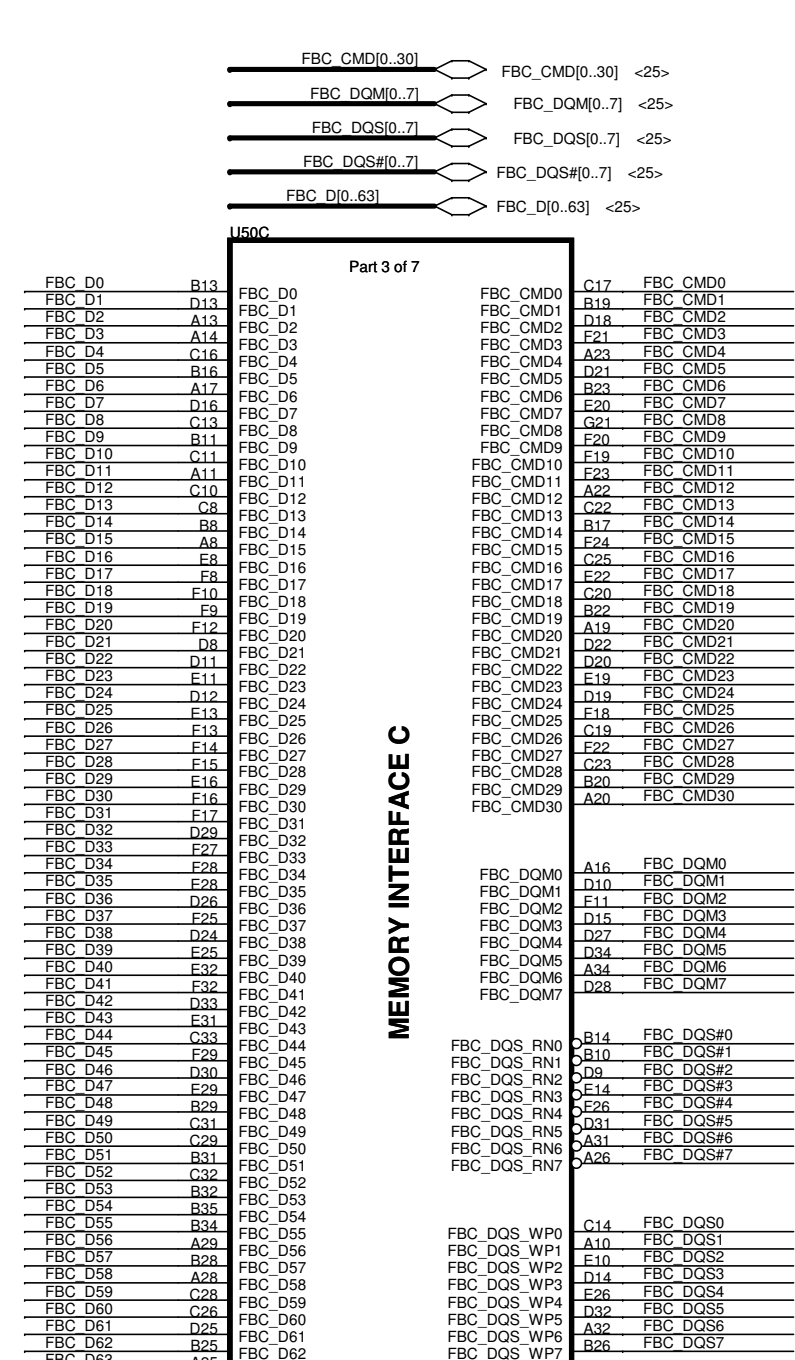 FBC_CMD[0..30] FBC_CMD[0..30] <25>
FBC_DQM[0..7] FBC_DQM[0..7] <25>
FBC_DQS[0..7] FBC_DQS[0..7] <25>
FBC_DQS#[0..7] FBC_DQS#[0..7] <25>
FBC_D[0..63] FBC_D[0..63] <25>
U50C
Part 3 of 7
FBC_D0 B13 FBC_D0 FBC_CMD0 C17 FBC_CMD0
FBC_D1 D13 FBC_D1 FBC_CMD1 B19 FBC_CMD1
FBC_D2 A13 FBC_D2 FBC_CMD2 D18 FBC_CMD2
FBC_D3 A14 FBC_D3 FBC_CMD3 F21 FBC_CMD3
FBC_D4 C16 FBC_D4 FBC_CMD4 A23 FBC_CMD4
FBC_D5 B16 FBC_D5 FBC_CMD5 D21 FBC_CMD5
FBC_D6 A17 FBC_D6 FBC_CMD6 B23 FBC_CMD6
FBC_D7 D16 FBC_D7 FBC_CMD7 E20 FBC_CMD7
FBC_D8 C13 FBC_D8 FBC_CMD8 G21 FBC_CMD8
FBC_D9 B11 FBC_D9 FBC_CMD9 F20 FBC_CMD9
FBC_D10 C11 FBC_D10 FBC_CMD10 F19 FBC_CMD10
FBC_D11 A11 FBC_D11 FBC_CMD11 F23 FBC_CMD11
FBC_D12 C10 FBC_D12 FBC_CMD12 A22 FBC_CMD12
FBC_D13 C8 FBC_D13 FBC_CMD13 C22 FBC_CMD13
FBC_D14 B8 FBC_D14 FBC_CMD14 B17 FBC_CMD14
FBC_D15 A8 FBC_D15 FBC_CMD15 F24 FBC_CMD15
FBC_D16 E8 FBC_D16 FBC_CMD16 C25 FBC_CMD16
FBC_D17 F8 FBC_D17 FBC_CMD17 E22 FBC_CMD17
FBC_D18 F10 FBC_D18 FBC_CMD18 C20 FBC_CMD18
FBC_D19 F9 FBC_D19 FBC_CMD19 B22 FBC_CMD19
FBC_D20 F12 FBC_D20 FBC_CMD20 A19 FBC_CMD20
FBC_D21 D8 FBC_D21 FBC_CMD21 D22 FBC_CMD21
FBC_D22 D11 FBC_D22 FBC_CMD22 D20 FBC_CMD22
FBC_D23 E11 FBC_D23 FBC_CMD23 E19 FBC_CMD23
FBC_D24 D12 FBC_D24 FBC_CMD24 D19 FBC_CMD24
FBC_D25 E13 FBC_D25 FBC_CMD25 F18 FBC_CMD25
FBC_D26 F13 FBC_D26 FBC_CMD26 C19 FBC_CMD26
FBC_D27 F14 FBC_D27 FBC_CMD27 F22 FBC_CMD27
FBC_D28 F15 FBC_D28 FBC_CMD28 C23 FBC_CMD28
FBC_D29 E16 FBC_D29 FBC_CMD29 B20 FBC_CMD29
FBC_D30 F16 FBC_D30 FBC_CMD30 A20 FBC_CMD30
FBC_D31 F17 FBC_D31
FBC_D32 D29 FBC_D32
FBC_D33 F27 FBC_D33
MEMORY INTERFACE C
FBC_D34 F28 FBC_D34 FBC_DQM0 A16 FBC_DQM0
FBC_D35 E28 FBC_D35 FBC_DQM1 D10 FBC_DQM1
FBC_D36 D26 FBC_D36 FBC_DQM2 F11 FBC_DQM2
FBC_D37 F25 FBC_D37 FBC_DQM3 D15 FBC_DQM3
FBC_D38 D24 FBC_D38 FBC_DQM4 D27 FBC_DQM4
FBC_D39 E25 FBC_D39 FBC_DQM5 D34 FBC_DQM5
FBC_D40 E32 FBC_D40 FBC_DQM6 A34 FBC_DQM6
FBC_D41 F32 FBC_D41 FBC_DQM7 D28 FBC_DQM7
FBC_D42 D33 FBC_D42
FBC_D43 E31 FBC_D43
FBC_D44 C33 FBC_D44 FBC_DQS_RN0 B14 FBC_DQS#0
FBC_D45 F29 FBC_D45 FBC_DQS_RN1 B10 FBC_DQS#1
FBC_D46 D30 FBC_D46 FBC_DQS_RN2 D9 FBC_DQS#2
FBC_D47 E29 FBC_D47 FBC_DQS_RN3 E14 FBC_DQS#3
FBC_D48 B29 FBC_D48 FBC_DQS_RN4 F26 FBC_DQS#4
FBC_D49 C31 FBC_D49 FBC_DQS_RN5 D31 FBC_DQS#5
FBC_D50 C29 FBC_D50 FBC_DQS_RN6 A31 FBC_DQS#6
FBC_D51 B31 FBC_D51 FBC_DQS_RN7 A26 FBC_DQS#7
FBC_D52 C32 FBC_D52
FBC_D53 B32 FBC_D53
FBC_D54 B35 FBC_D54
FBC_D55 B34 FBC_D55 FBC_DQS_WP0 C14 FBC_DQS0
FBC_D56 A29 FBC_D56 FBC_DQS_WP1 A10 FBC_DQS1
FBC_D57 B28 FBC_D57 FBC_DQS_WP2 E10 FBC_DQS2
FBC_D58 A28 FBC_D58 FBC_DQS_WP3 D14 FBC_DQS3
FBC_D59 C28 FBC_D59 FBC_DQS_WP4 E26 FBC_DQS4
FBC_D60 C26 FBC_D60 FBC_DQS_WP5 D32 FBC_DQS5
FBC_D61 D25 FBC_D61 FBC_DQS_WP6 A32 FBC_DQS6
FBC_D62 B25 FBC_D62 FBC_DQS_WP7 B26 FBC_DQS7
FBC_D63